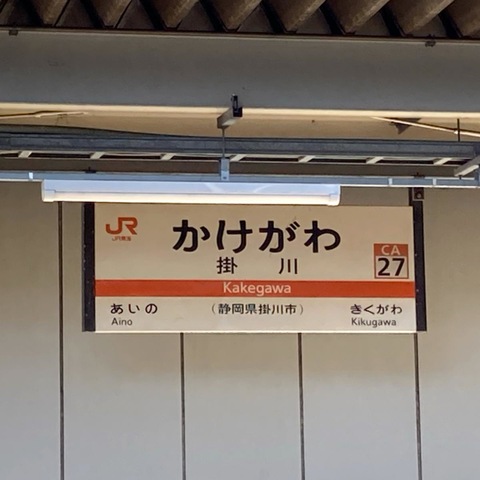 JR
JR東海
かけがわ
掛川
CA
27
Kakegawa
あいの
Aino
(静岡県掛川市)
きくがわ
Kikugawa